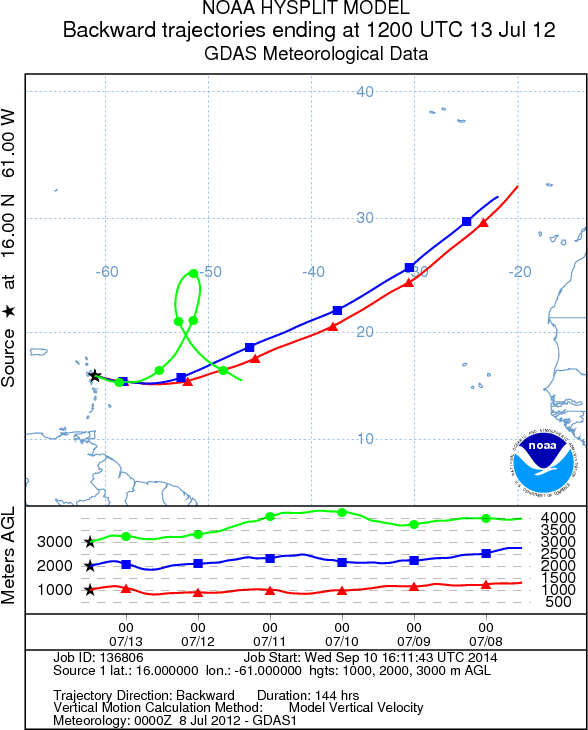 NOAA HYSPLIT MODEL
Backward trajectories ending at 1200 UTC 13 Jul 12
GDAS Meteorological Data
Source ★ at 16.00 N 61.00 W
40
30
-60 -50 -40 -30 -20
20
10
noaa
Meters AGL
3000
2000
1000
4000
3500
3000
2500
2000
1500
1000
500
00 00 00 00 00 00
07/13 07/12 07/11 07/10 07/09 07/08
Job ID: 136806 Job Start: Wed Sep 10 16:11:43 UTC 2014
Source 1 lat.: 16.000000 lon.: -61.000000 hgts: 1000, 2000, 3000 m AGL
Trajectory Direction: Backward Duration: 144 hrs
Vertical Motion Calculation Method: Model Vertical Velocity
Meteorology: 0000Z 8 Jul 2012 - GDAS1